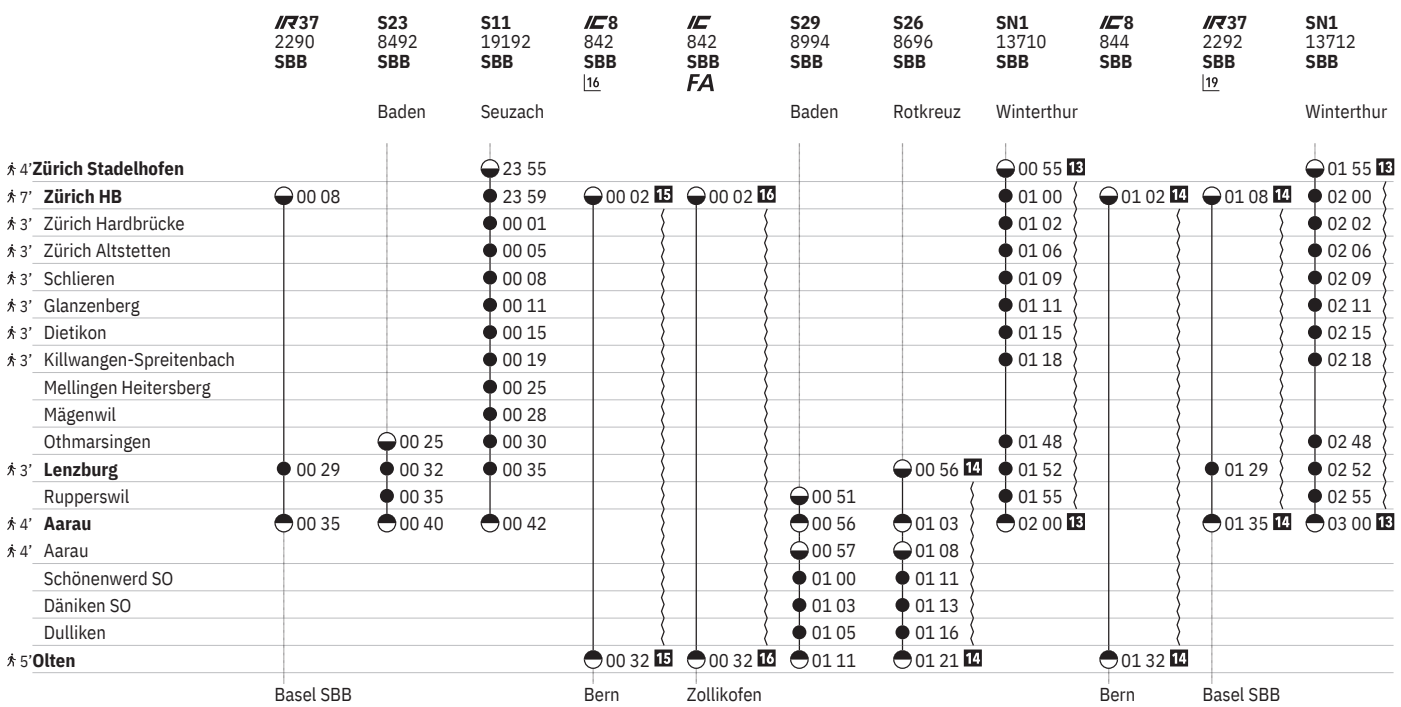 IR37 S23 S11 IC8 IC S29 S26 SN1 IC8 IR37 SN1
2290 8492 19192 842 842 8994 8696 13710 844 2292 13712
SBB SBB SBB SBB SBB SBB SBB SBB SBB SBB SBB
16 FA 19
Baden Seuzach Baden Rotkreuz Winterthur Winterthur
4’ Zürich Stadelhofen 23 55 00 55 13 01 55 13
7’ Zürich HB 00 08 23 59 00 02 15 00 02 16 01 00 01 02 14 01 08 14 02 00
3’ Zürich Hardbrücke 00 01 01 02 02 02
3’ Zürich Altstetten 00 05 01 06 02 06
3’ Schlieren 00 08 01 09 02 09
3’ Glanzenberg 00 11 01 11 02 11
3’ Dietikon 00 15 01 15 02 15
3’ Killwangen-Spreitenbach 00 19 01 18 02 18
Mellingen Heitersberg 00 25
Mägenwil 00 28
Othmarsingen 00 25 00 30 01 48 02 48
3’ Lenzburg 00 29 00 32 00 35 00 56 14 01 52 01 29 02 52
Rupperswil 00 35 00 51 01 55 02 55
4’ Aarau 00 35 00 40 00 42 00 56 01 03 02 00 13 01 35 14 03 00 13
4’ Aarau 00 57 01 08
Schönenwerd SO 01 00 01 11
Däniken SO 01 03 01 13
Dulliken 01 05 01 16
5’ Olten 00 32 15 00 32 16 01 11 01 21 14 01 32 14
Basel SBB Bern Zollikofen Bern Basel SBB